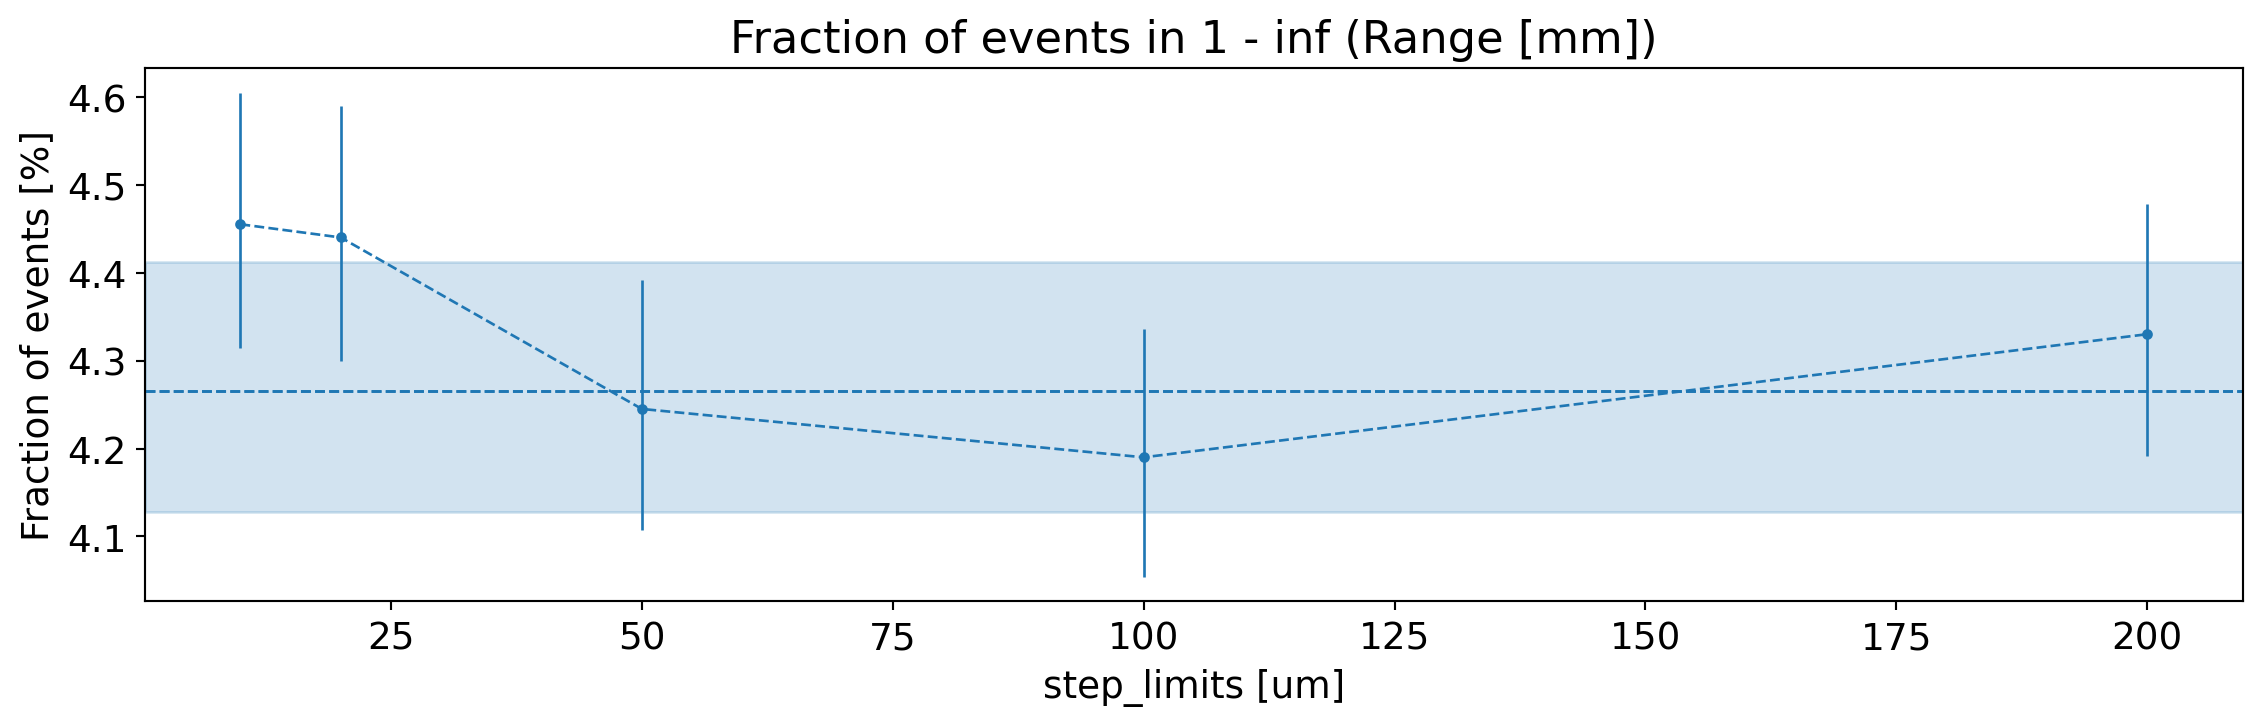 Fraction of events in 1 - inf (Range [mm])
Fraction of events [%]
4.6
4.5
4.4
4.3
4.2
4.1
25 50 75 100 125 150 175 200
step_limits [um]